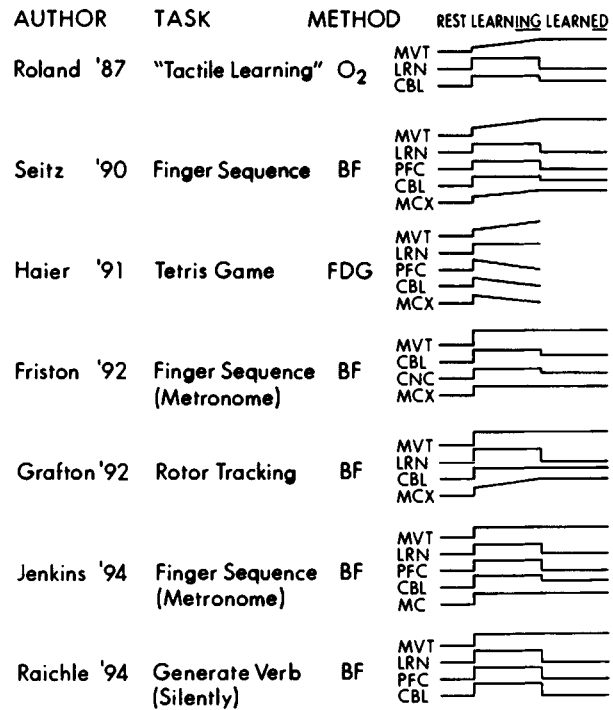 AUTHOR TASK METHOD REST LEARNING LEARNED
Roland '87 "Tactile Learning" O2
MVT
LRN
CBL
Seitz '90 Finger Sequence BF
MVT
LRN
PFC
CBL
MCX
Haier '91 Tetris Game FDG
MVT
LRN
PFC
CBL
MCX
Friston '92 Finger Sequence BF
(Metronome)
MVT
CBL
CNC
MCX
Grafton '92 Rotor Tracking BF
MVT
LRN
CBL
MCX
Jenkins '94 Finger Sequence BF
(Metronome)
MVT
LRN
PFC
CBL
MC
Raichle '94 Generate Verb BF
(Silently)
MVT
LRN
PFC
CBL